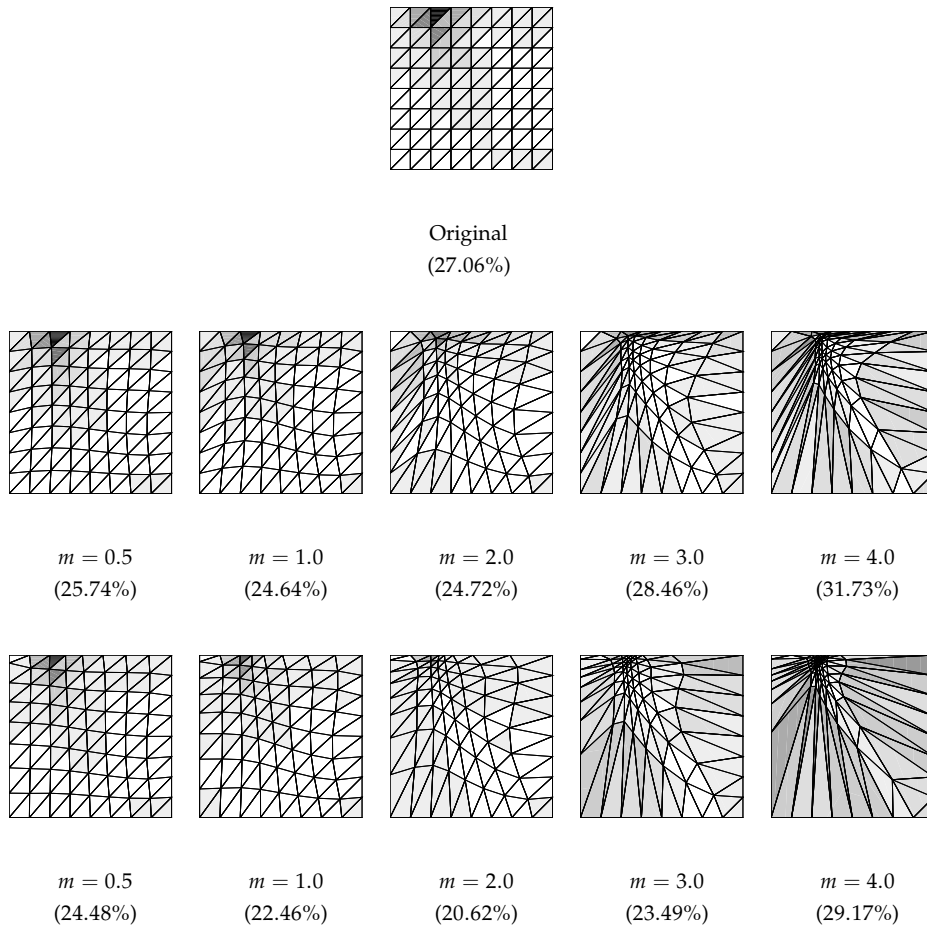 Original
(27.06%)
m = 0.5 m = 1.0 m = 2.0 m = 3.0 m = 4.0
(25.74%) (24.64%) (24.72%) (28.46%) (31.73%)
m = 0.5 m = 1.0 m = 2.0 m = 3.0 m = 4.0
(24.48%) (22.46%) (20.62%) (23.49%) (29.17%)